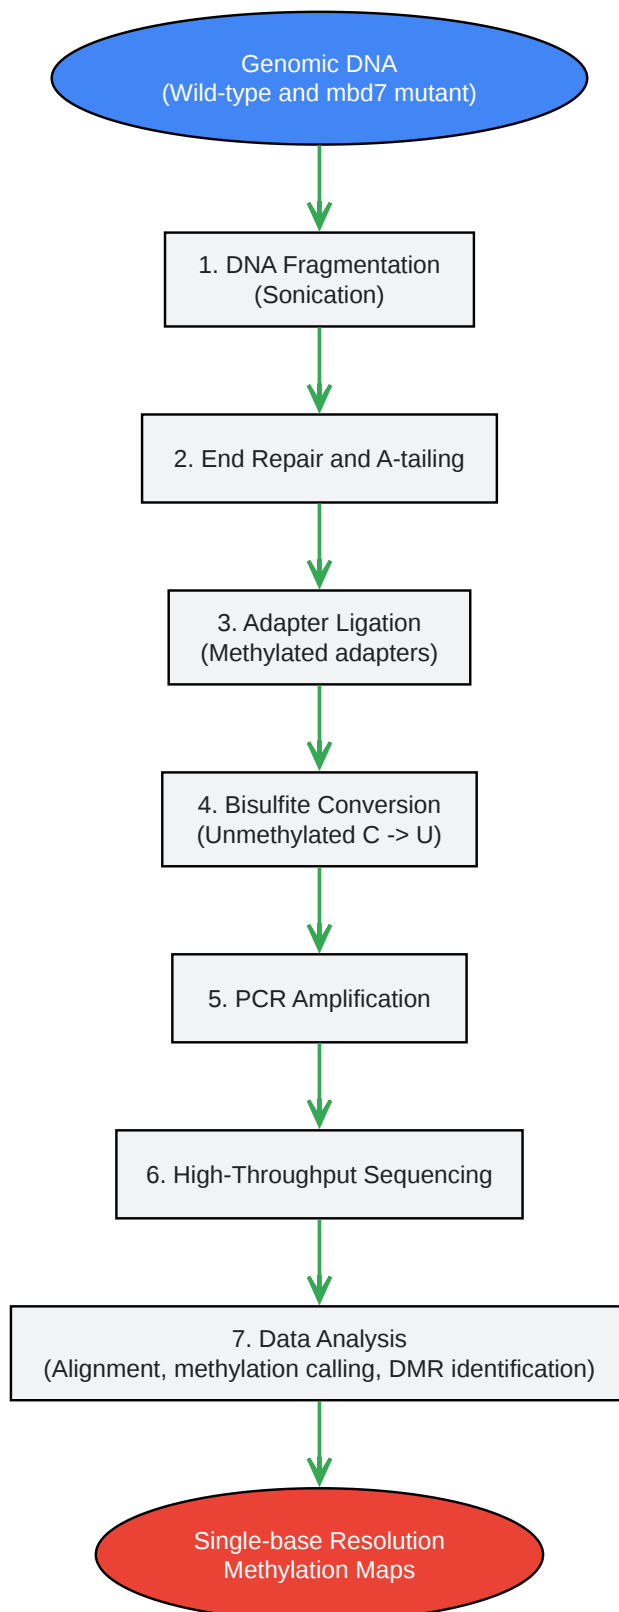 Genomic DNA
(Wild-type and mbd7 mutant)
1. DNA Fragmentation
(Sonication)
2. End Repair and A-tailing
3. Adapter Ligation
(Methylated adapters)
4. Bisulfite Conversion
(Unmethylated C -> U)
5. PCR Amplification
6. High-Throughput Sequencing
7. Data Analysis
(Alignment, methylation calling, DMR identification)
Single-base Resolution
Methylation Maps